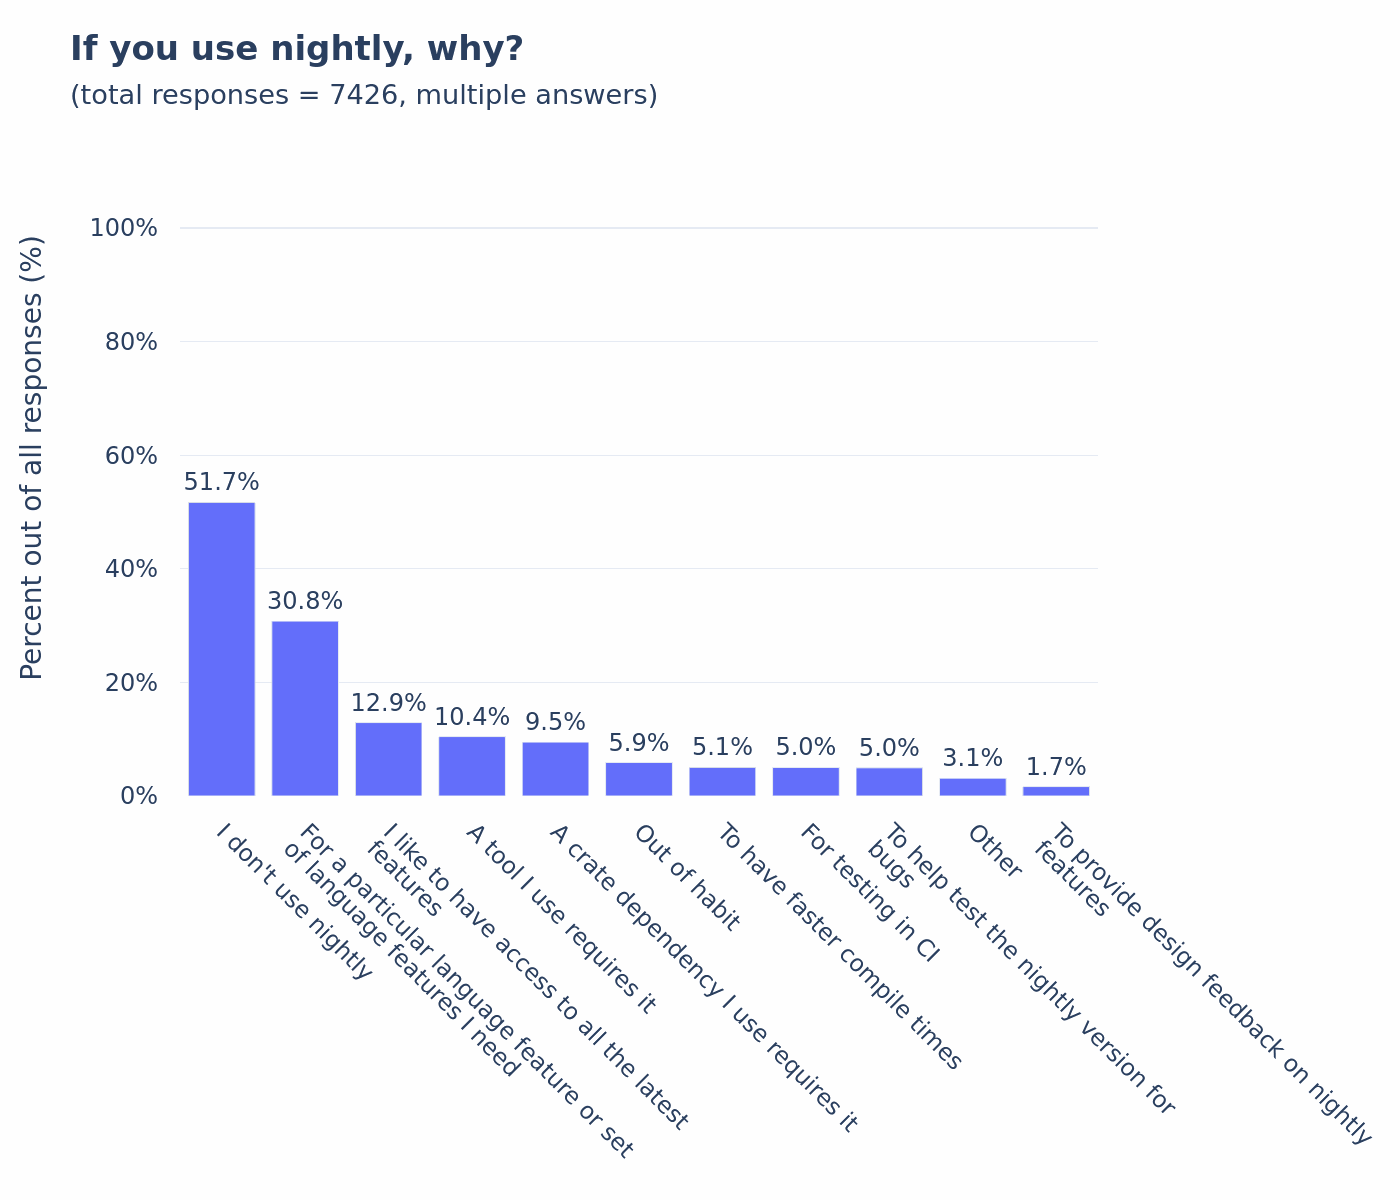 If you use nightly, why?
(total responses = 7426, multiple answers)
Percent out of all responses (%)
100%
80%
60%
40%
20%
0%
51.7%
30.8%
12.9%
10.4%
9.5%
5.9%
5.1%
5.0%
5.0%
3.1%
1.7%
I don't use nightly
For a particular language feature or set
of language features I need
I like to have access to all the latest
features
A tool I use requires it
A crate dependency I use requires it
Out of habit
To have faster compile times
For testing in CI
To help test the nightly version for
bugs
Other
To provide design feedback on nightly
features